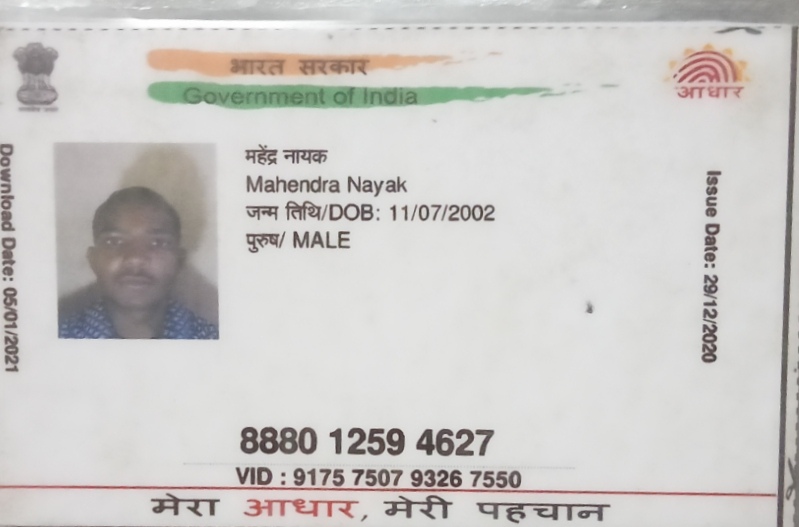 भारत सरकार
Government of India
आधार
महेंद्र नायक
Mahendra Nayak
जन्म तिथि/DOB: 11/07/2002
पुरुष/ MALE
Download Date: 05/01/2021
Issue Date: 29/12/2020
8880 1259 4627
VID : 9175 7507 9326 7550
मेरा आधार, मेरी पहचान